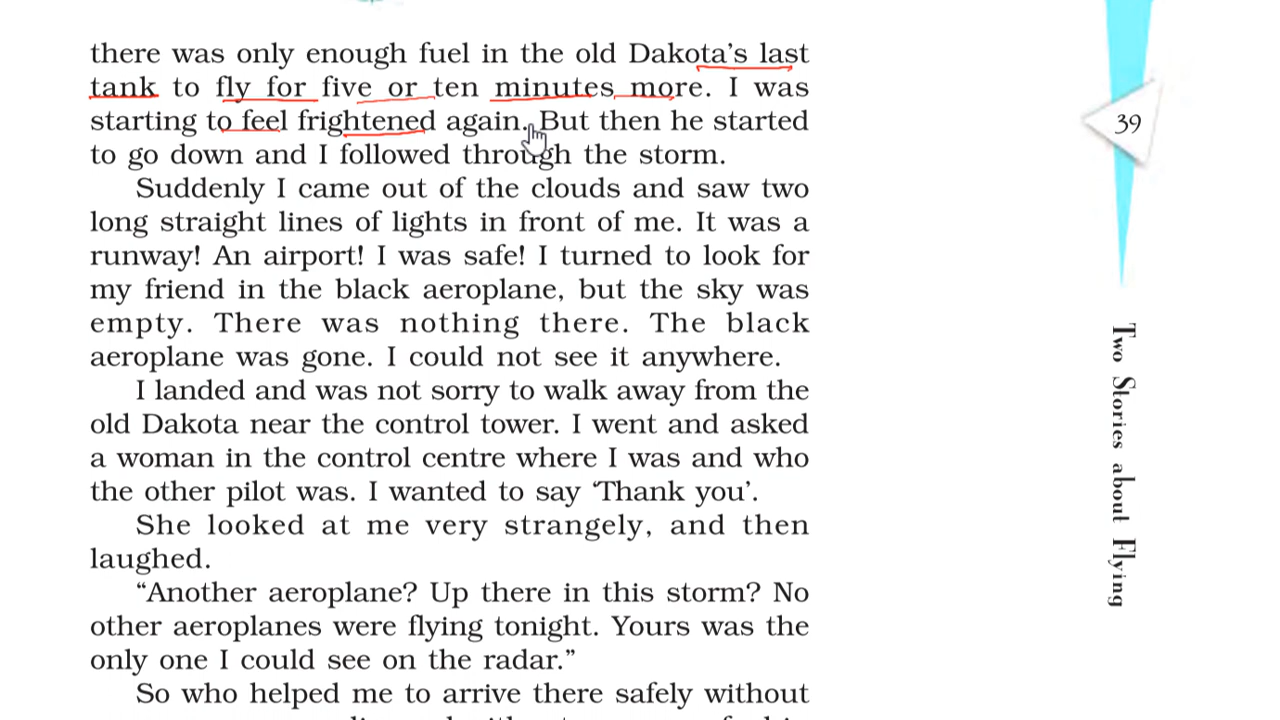 there was only enough fuel in the old Dakota's last
tank to fly for five or ten minutes more. I was
starting to feel frightened again. But then he started
to go down and I followed through the storm.
Suddenly I came out of the clouds and saw two
long straight lines of lights in front of me. It was a
runway! An airport! I was safe! I turned to look for
my friend in the black aeroplane, but the sky was
empty. There was nothing there. The black
aeroplane was gone. I could not see it anywhere.
I landed and was not sorry to walk away from the
old Dakota near the control tower. I went and asked
a woman in the control centre where I was and who
the other pilot was. I wanted to say ‘Thank you’.
She looked at me very strangely, and then
laughed.
“Another aeroplane? Up there in this storm? No
other aeroplanes were flying tonight. Yours was the
only one I could see on the radar.”
So who helped me to arrive there safely without
39
Two Stories about Flying